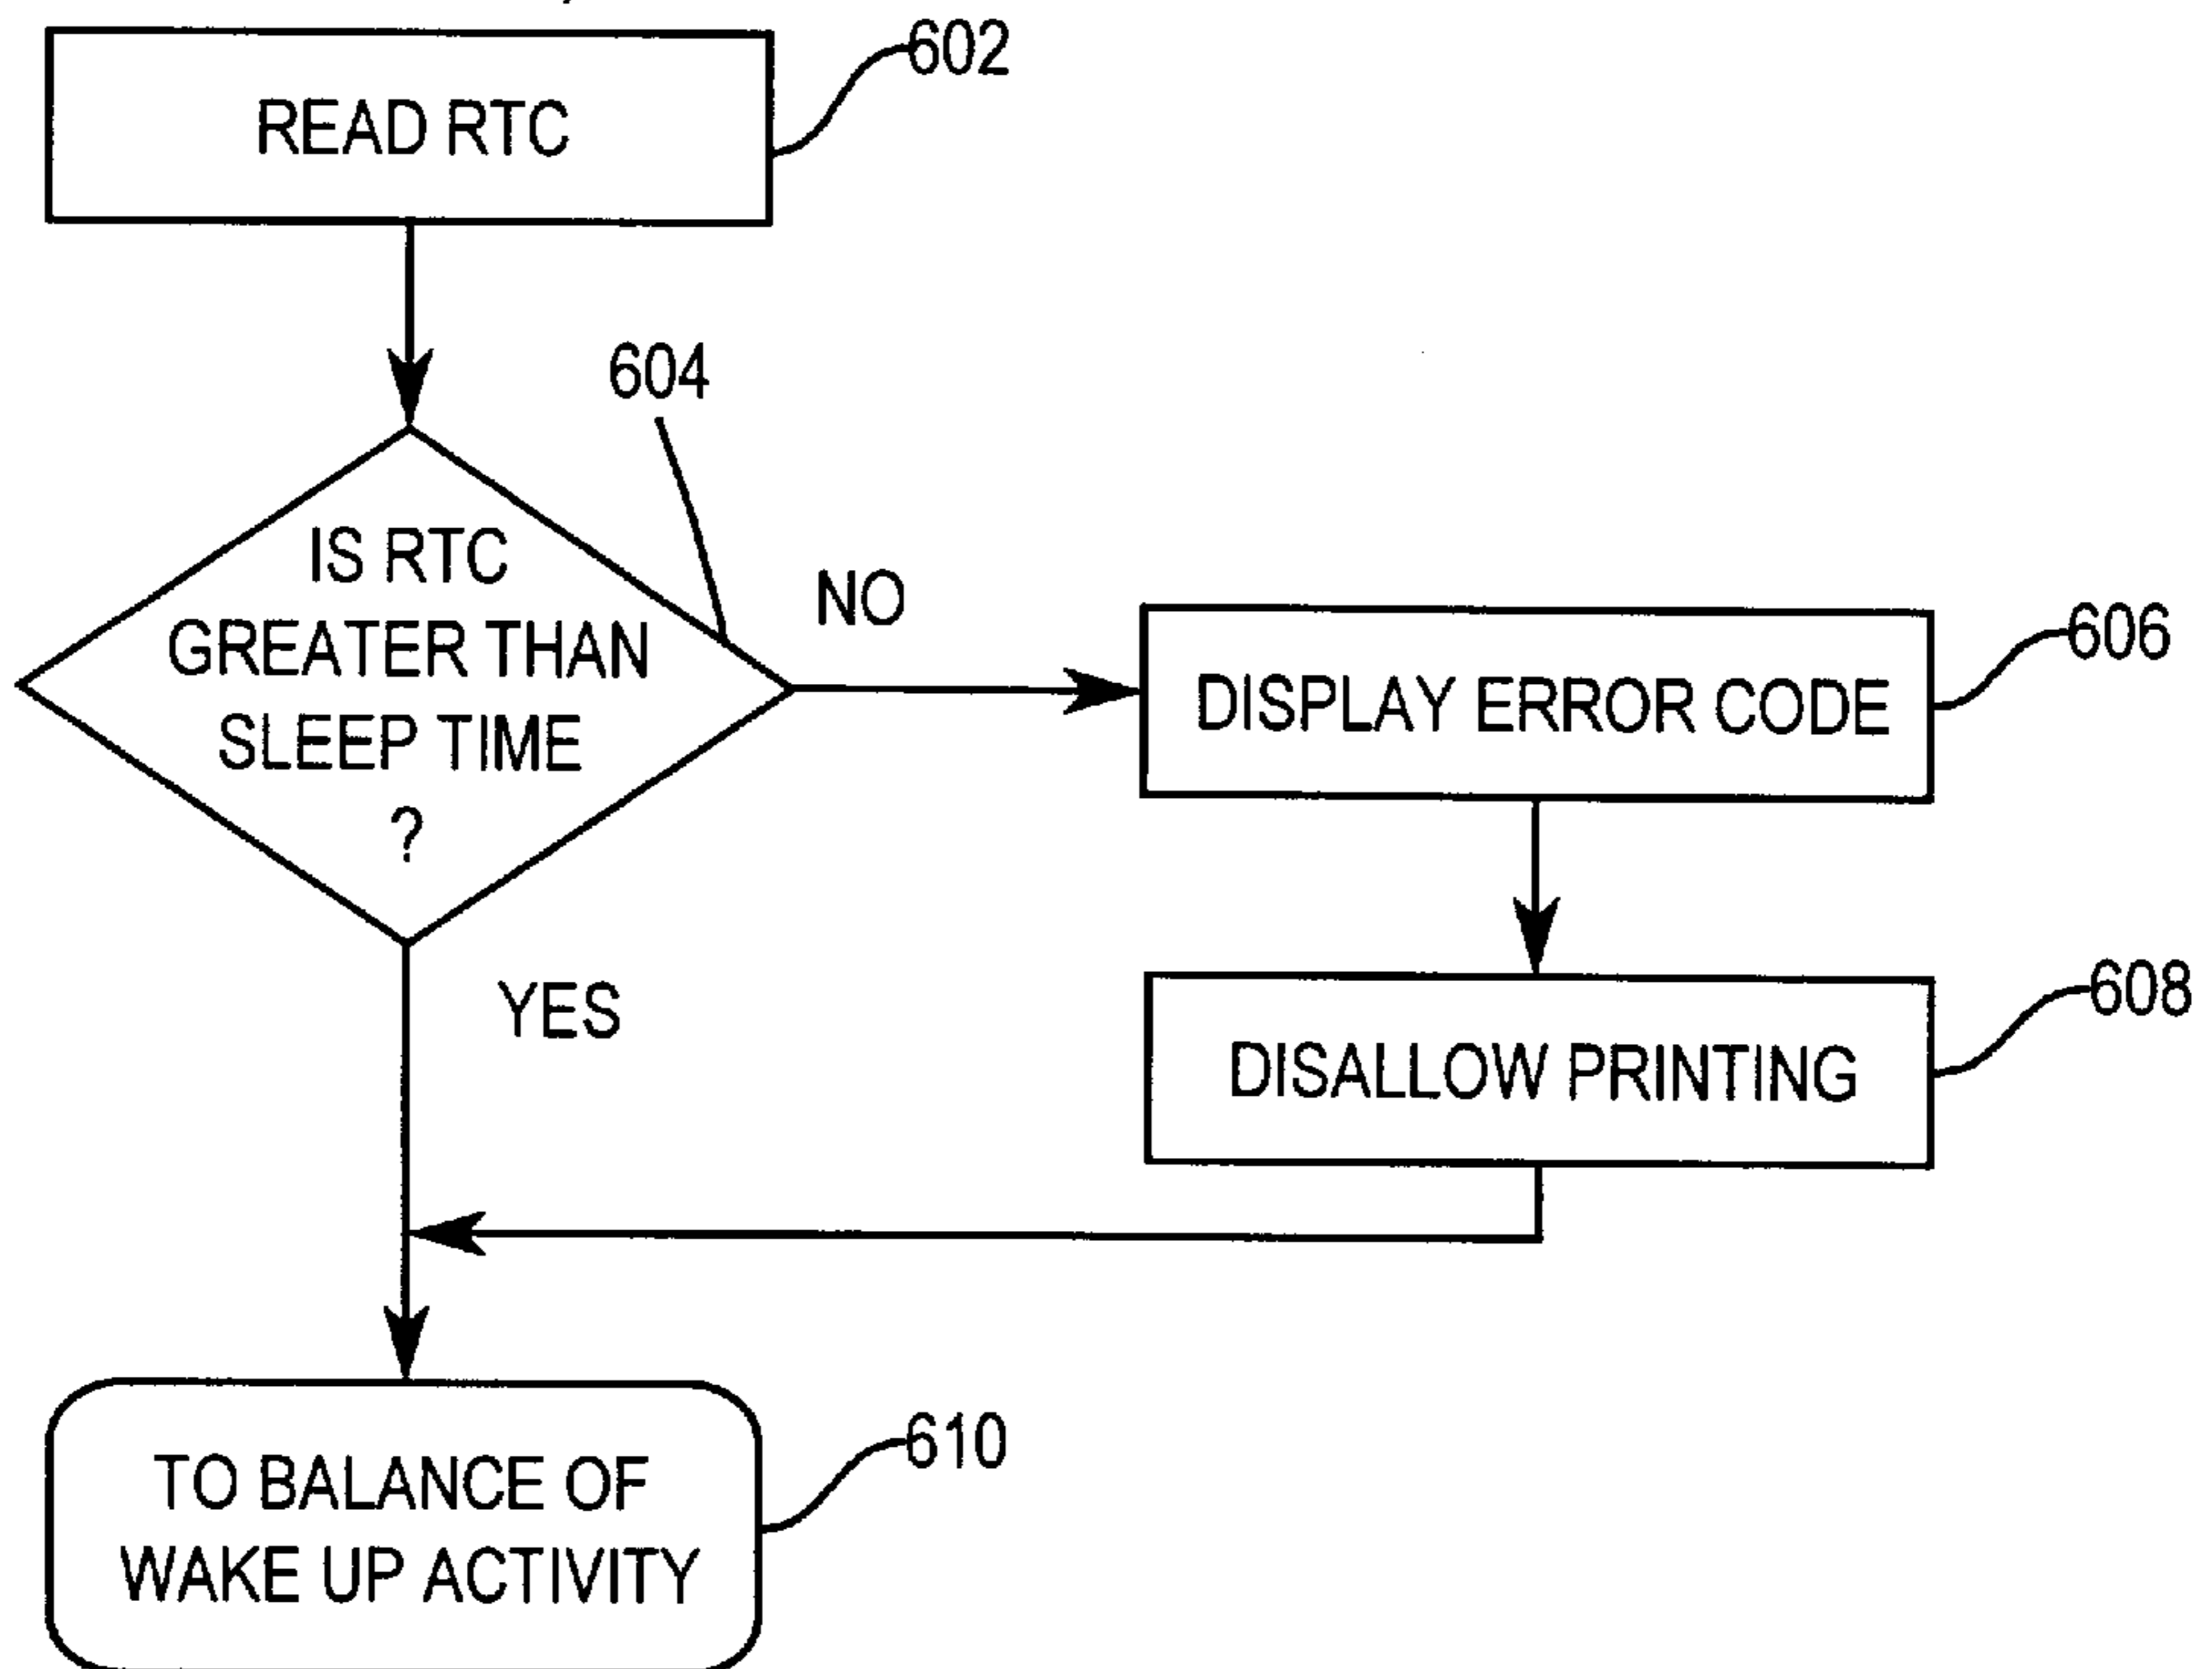 602
READ RTC
604
IS RTC
GREATER THAN
SLEEP TIME
?
NO
606
DISPLAY ERROR CODE
YES
608
DISALLOW PRINTING
610
TO BALANCE OF
WAKE UP ACTIVITY